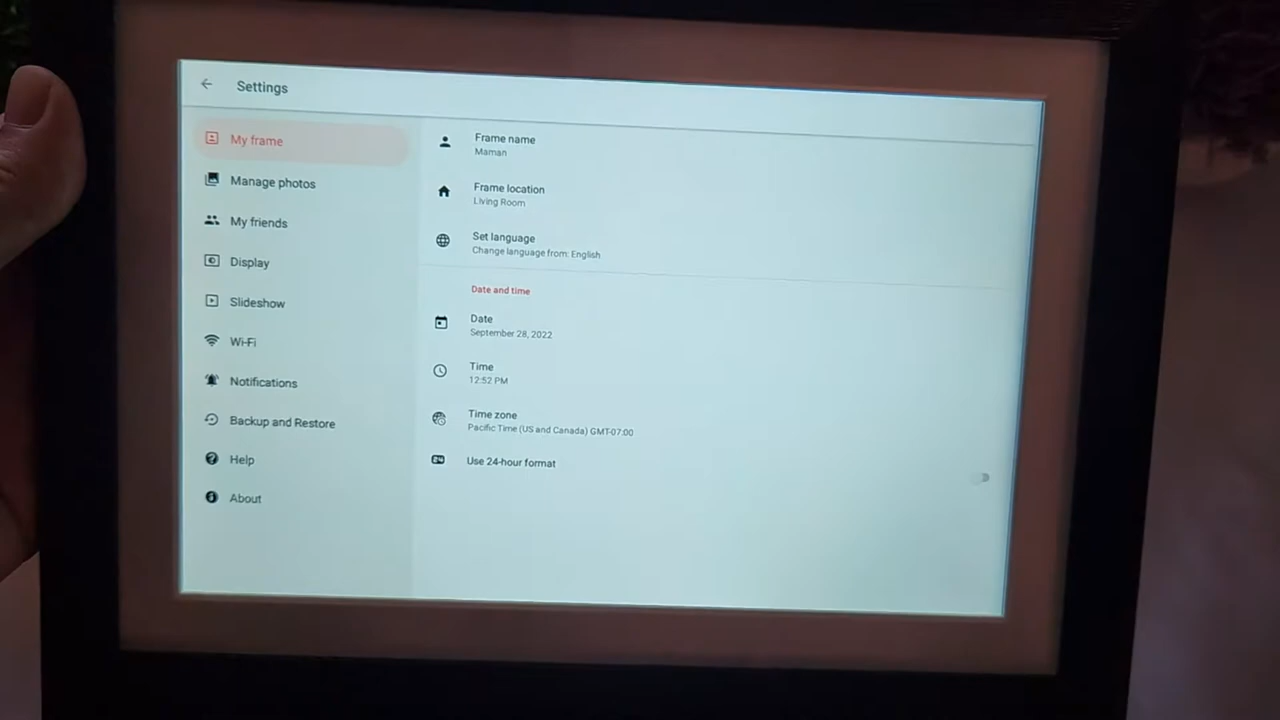 Settings
My frame
Manage photos
My friends
Display
Slideshow
Wi-Fi
Notifications
Backup and Restore
Help
About
Frame name
Maman
Frame location
Living Room
Set language
Change language from: English
Date and time
Date
September 28, 2022
Time
12:52 PM
Time zone
Pacific Time (US and Canada) GMT-07:00
Use 24-hour format